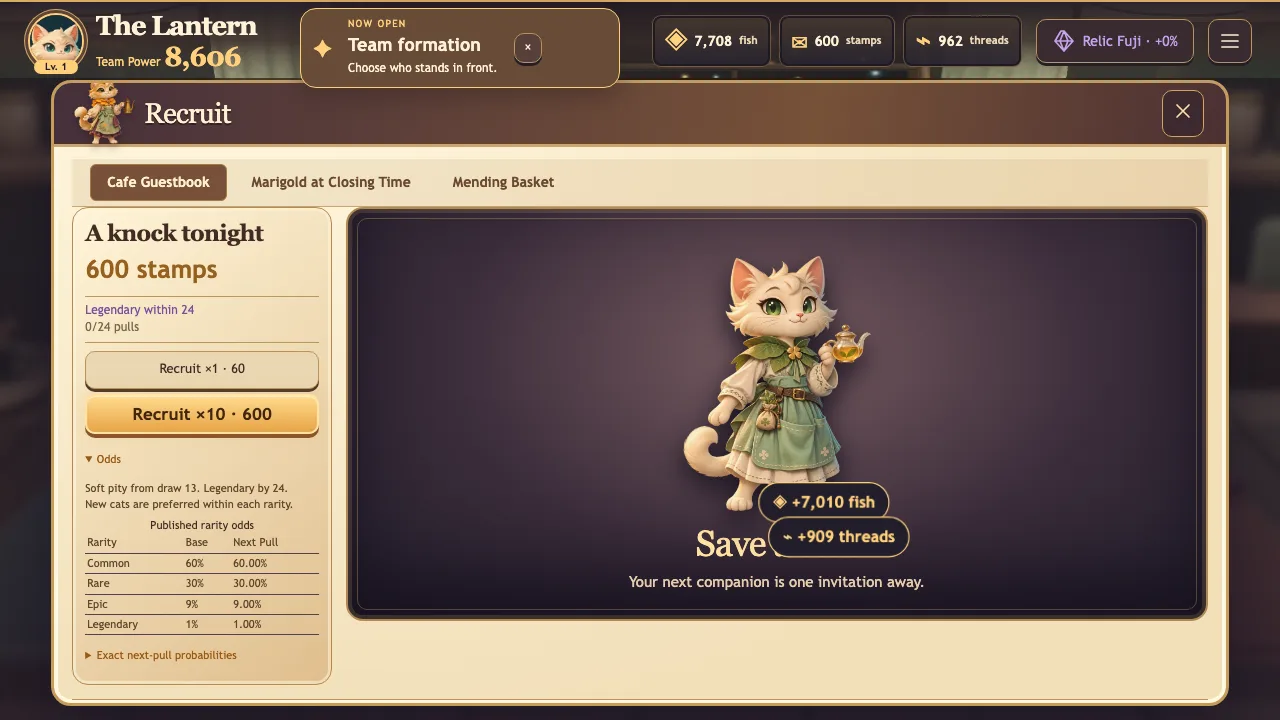 The Lantern
Lv. 1
Team Power 8,606
NOW OPEN
Team formation
Choose who stands in front.
×
7,708 fish
600 stamps
962 threads
Relic Fuji · +0%
Recruit
Cafe Guestbook
Marigold at Closing Time
Mending Basket
A knock tonight
600 stamps
Legendary within 24
0/24 pulls
Recruit ×1 · 60
Recruit ×10 · 600
▼ Odds
Soft pity from draw 13. Legendary by 24.
New cats are preferred within each rarity.
Published rarity odds
Rarity Base Next Pull
Common 60% 60.00%
Rare 30% 30.00%
Epic 9% 9.00%
Legendary 1% 1.00%
▶ Exact next-pull probabilities
+7,010 fish
+909 threads
Save
Your next companion is one invitation away.